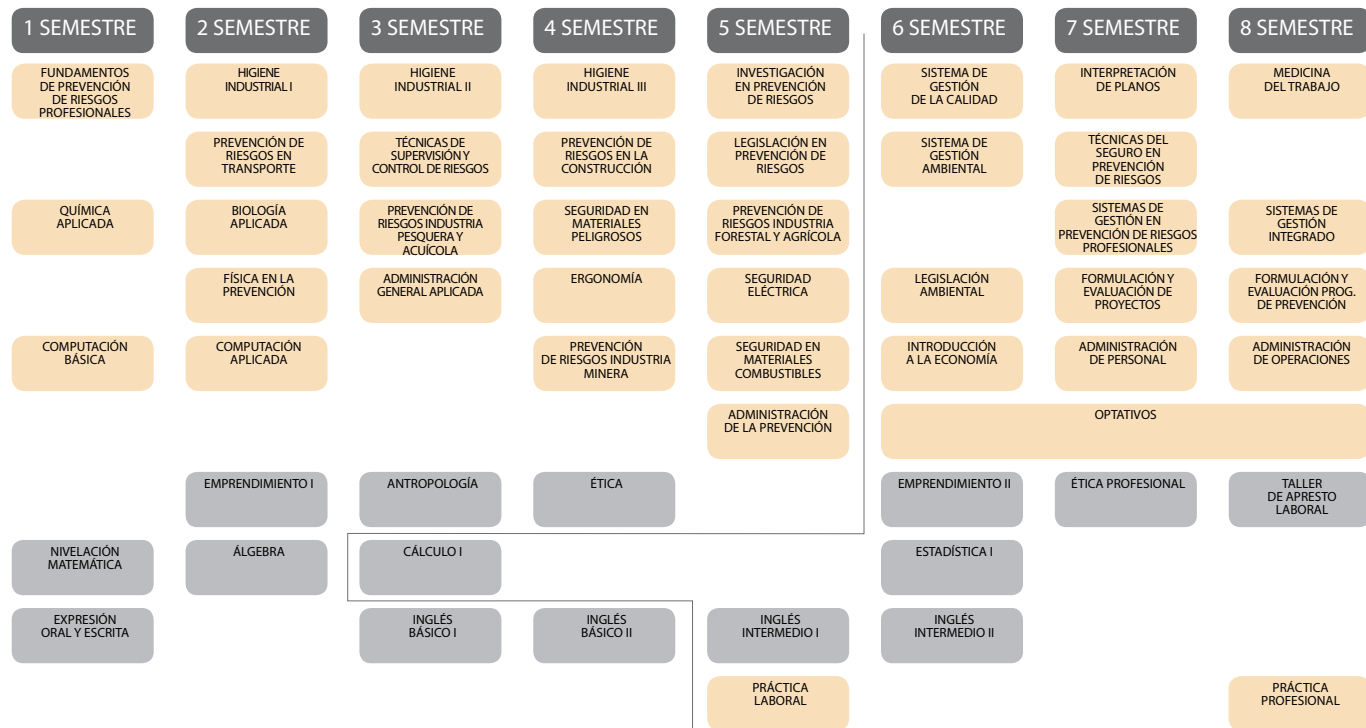 1 SEMESTRE
2 SEMESTRE
3 SEMESTRE
4 SEMESTRE
5 SEMESTRE
6 SEMESTRE
7 SEMESTRE
8 SEMESTRE
FUNDAMENTOS
DE PREVENCIÓN
DE RIESGOS
PROFESIONALES
HIGIENE
INDUSTRIAL I
HIGIENE
INDUSTRIAL II
HIGIENE
INDUSTRIAL III
INVESTIGACIÓN
EN PREVENCIÓN
DE RIESGOS
SISTEMA DE
GESTIÓN
DE LA CALIDAD
INTERPRETACIÓN
DE PLANOS
MEDICINA
DEL TRABAJO
PREVENCIÓN DE
RIESGOS EN
TRANSPORTE
TÉCNICAS DE
SUPERVISIÓN Y
CONTROL DE RIESGOS
PREVENCIÓN DE
RIESGOS EN LA
CONSTRUCCIÓN
LEGISLACIÓN EN
PREVENCIÓN DE
RIESGOS
SISTEMA DE
GESTIÓN
AMBIENTAL
TÉCNICAS DEL
SEGURO EN
PREVENCIÓN
DE RIESGOS
QUÍMICA
APLICADA
BIOLOGÍA
APLICADA
PREVENCIÓN DE
RIESGOS INDUSTRIA
PESQUERA Y
ACUÍCOLA
SEGURIDAD EN
MATERIALES
PELIGROSOS
PREVENCIÓN DE
RIESGOS INDUSTRIA
FORESTAL Y AGRÍCOLA
SISTEMAS DE
GESTIÓN EN
PREVENCIÓN DE RIESGOS
PROFESIONALES
SISTEMAS DE
GESTIÓN
INTEGRADO
FÍSICA EN LA
PREVENCIÓN
ADMINISTRACIÓN
GENERAL APLICADA
ERGONOMÍA
SEGURIDAD
ELÉCTRICA
LEGISLACIÓN
AMBIENTAL
FORMULACIÓN Y
EVALUACIÓN DE
PROYECTOS
FORMULACIÓN Y
EVALUACIÓN PROG.
DE PREVENCIÓN
COMPUTACIÓN
BÁSICA
COMPUTACIÓN
APLICADA
PREVENCIÓN
DE RIESGOS INDUSTRIA
MINERA
SEGURIDAD EN
MATERIALES
COMBUSTIBLES
INTRODUCCIÓN
A LA ECONOMÍA
ADMINISTRACIÓN
DE PERSONAL
ADMINISTRACIÓN
DE OPERACIONES
ADMINISTRACIÓN
DE LA PREVENCIÓN
OPTATIVOS
EMPRENDIMIENTO I
ANTROPOLOGÍA
ÉTICA
EMPRENDIMIENTO II
ÉTICA PROFESIONAL
TALLER
DE APRESTO
LABORAL
NIVELACIÓN
MATEMÁTICA
ÁLGEBRA
CÁLCULO I
ESTADÍSTICA I
EXPRESIÓN
ORAL Y ESCRITA
INGLÉS
BÁSICO I
INGLÉS
BÁSICO II
INGLÉS
INTERMEDIO I
INGLÉS
INTERMEDIO II
PRÁCTICA
LABORAL
PRÁCTICA
PROFESIONAL